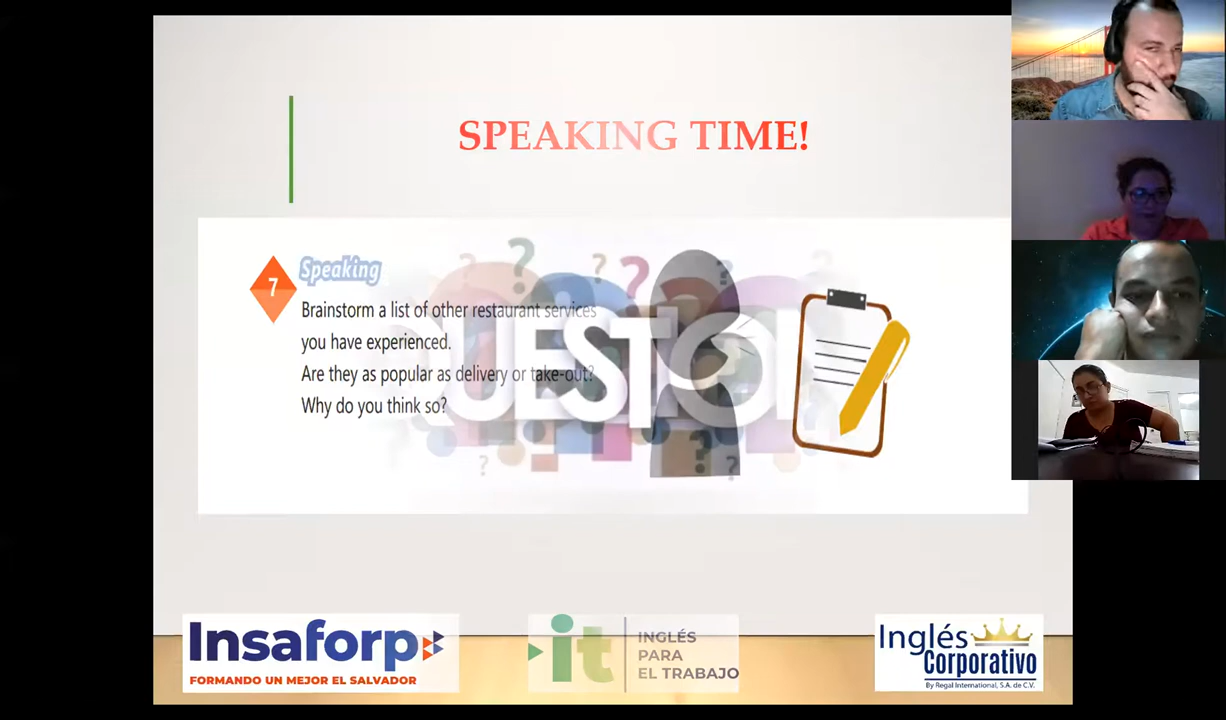 SPEAKING TIME!
7
Speaking
Brainstorm a list of other restaurant services
you have experienced.
Are they as popular as delivery or take-out?
Why do you think so?
UESTIO
Insaforp
FORMANDO UN MEJOR EL SALVADOR
it
INGLÉS
PARA
EL TRABAJO
Inglés
Corporativo
By Regal International, S.A. de C.V.